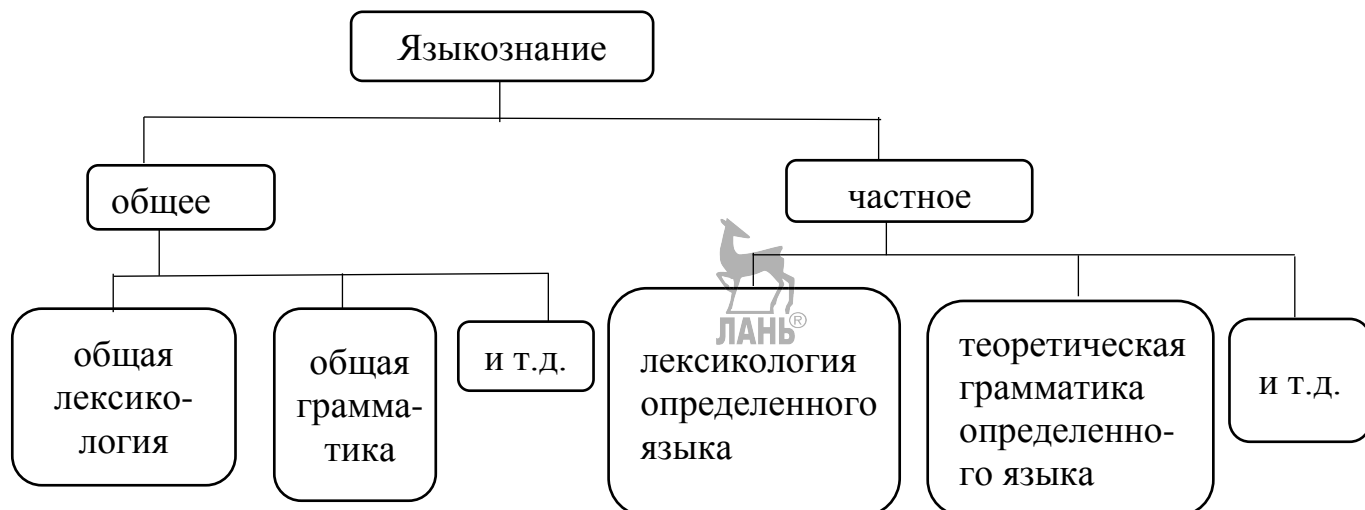 Языкознание
общее
частное
ЛАНЬ®
общая
лексико-
логия
общая
грамма-
тика
и т.д.
лексикология
определенного
языка
теоретическая
грамматика
определенно-
го языка
и т.д.